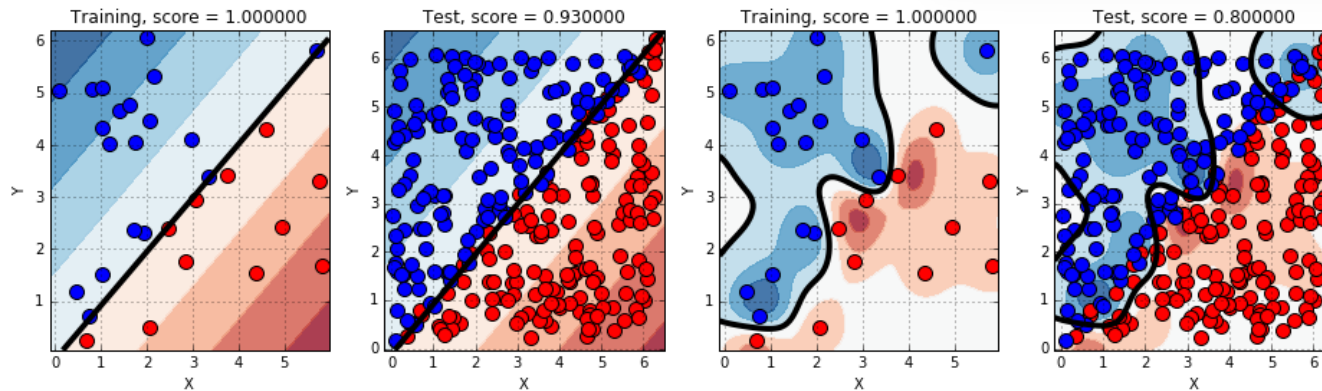 Training, score = 1.000000
6
5
4
3
2
1
0 1 2 3 4 5
Y
X
Test, score = 0.930000
6
5
4
3
2
1
0
0 1 2 3 4 5 6
Y
X
Training, score = 1.000000
6
5
4
3
2
1
0 1 2 3 4 5
Y
X
Test, score = 0.800000
6
5
4
3
2
1
0
0 1 2 3 4 5 6
Y
X